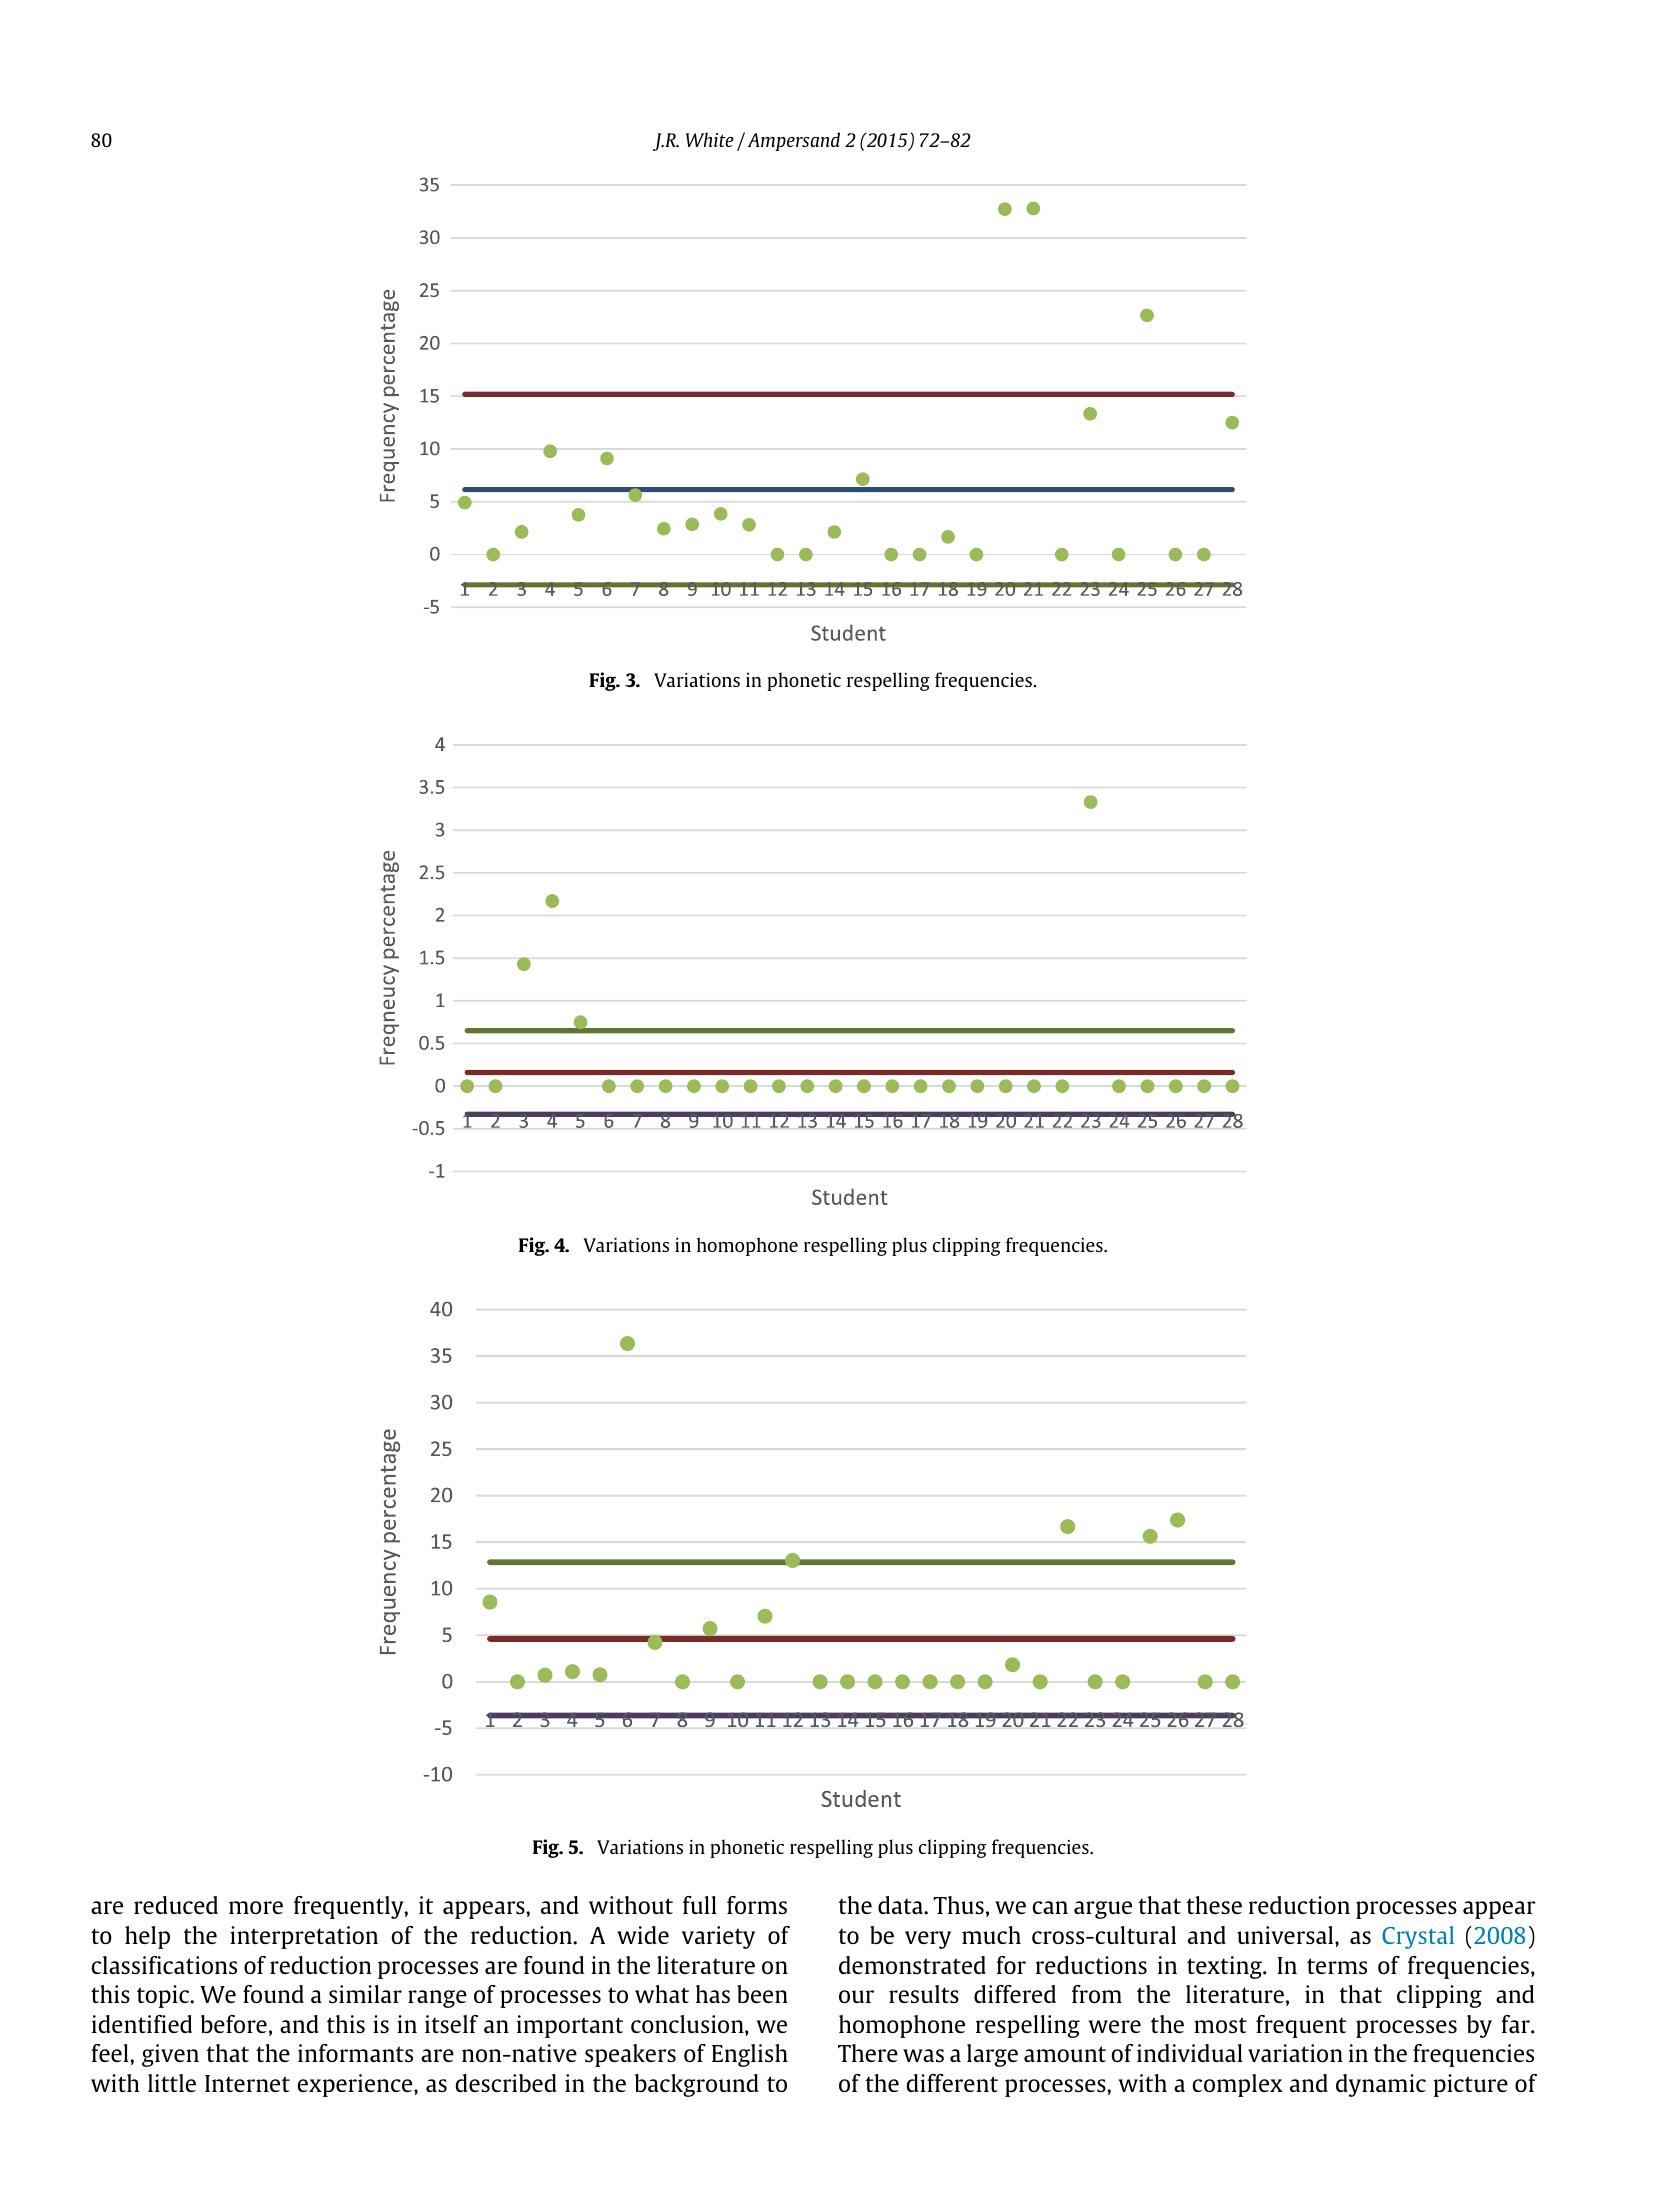 80
J.R. White / Ampersand 2 (2015) 72–82
35
30
25
20
15
10
5
0
-5
Frequency percentage
1 2 3 4 5 6 7 8 9 10 11 12 13 14 15 16 17 18 19 20 21 22 23 24 25 26 27 28
Student
Fig. 3. Variations in phonetic respelling frequencies.
4
3.5
3
2.5
2
1.5
1
0.5
0
-0.5
-1
Freqneucy percentage
1 2 3 4 5 6 7 8 9 10 11 12 13 14 15 16 17 18 19 20 21 22 23 24 25 26 27 28
Student
Fig. 4. Variations in homophone respelling plus clipping frequencies.
40
35
30
25
20
15
10
5
0
-5
-10
Frequency percentage
1 2 3 4 5 6 7 8 9 10 11 12 13 14 15 16 17 18 19 20 21 22 23 24 25 26 27 28
Student
Fig. 5. Variations in phonetic respelling plus clipping frequencies.
are reduced more frequently, it appears, and without full forms
to help the interpretation of the reduction. A wide variety of
classifications of reduction processes are found in the literature on
this topic. We found a similar range of processes to what has been
identified before, and this is in itself an important conclusion, we
feel, given that the informants are non-native speakers of English
with little Internet experience, as described in the background to
the data. Thus, we can argue that these reduction processes appear
to be very much cross-cultural and universal, as Crystal (2008)
demonstrated for reductions in texting. In terms of frequencies,
our results differed from the literature, in that clipping and
homophone respelling were the most frequent processes by far.
There was a large amount of individual variation in the frequencies
of the different processes, with a complex and dynamic picture of